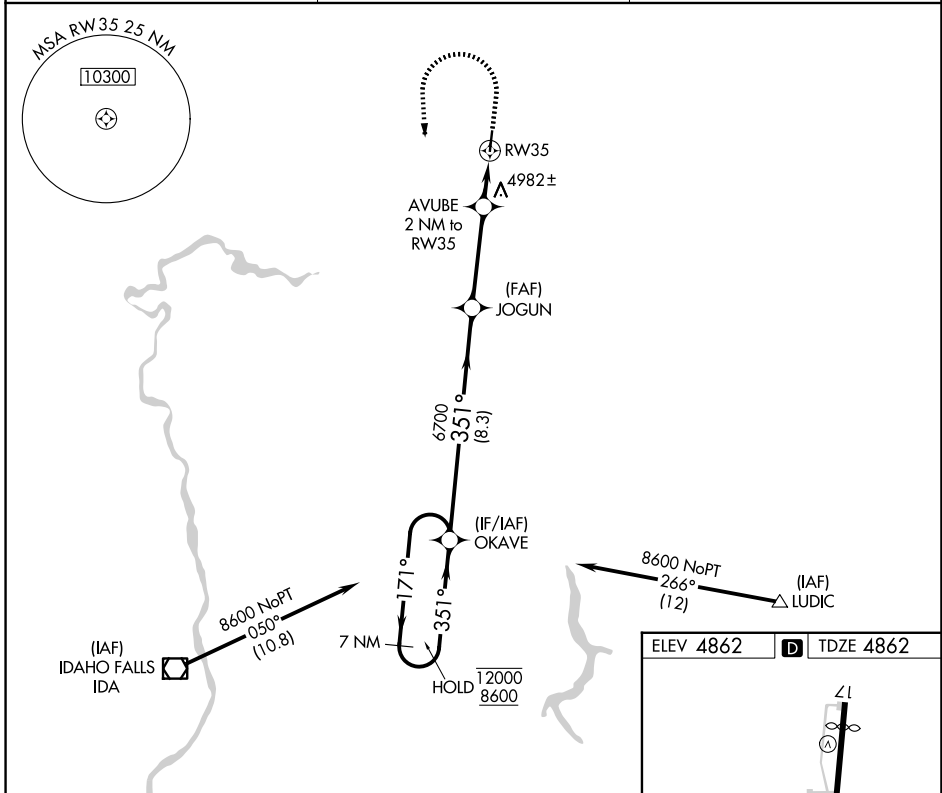 MSA RW35 25 NM
10300
RW35
4982±
AVUBE
2 NM to
RW35
(FAF)
JOGUN
6700
351°
(8.3)
(IF/IAF)
OKAVE
171°
351°
7 NM
HOLD
12000
8600
8600 NoPT
050°
(10.8)
(IAF)
IDAHO FALLS
IDA
8600 NoPT
266°
(12)
(IAF)
LUDIC
ELEV 4862
D
TDZE 4862
17
A